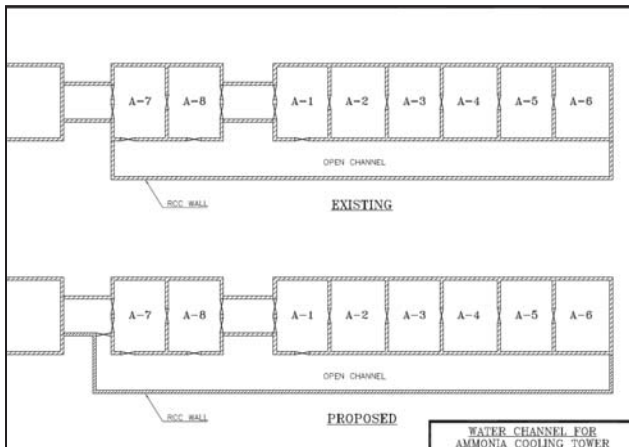 A-7 A-8 A-1 A-2 A-3 A-4 A-5 A-6
OPEN CHANNEL
RCC WALL
EXISTING
A-7 A-8 A-1 A-2 A-3 A-4 A-5 A-6
OPEN CHANNEL
RCC WALL
PROPOSED
WATER CHANNEL FOR
AMMONIA COOLING TOWER